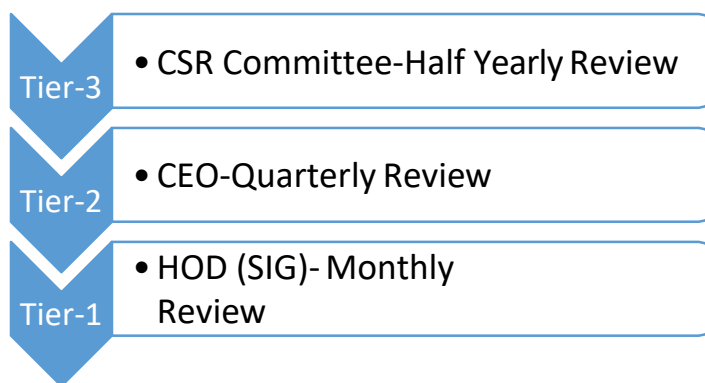 Tier-3
• CSR Committee-Half Yearly Review
Tier-2
• CEO-Quarterly Review
Tier-1
• HOD (SIG)- Monthly
Review